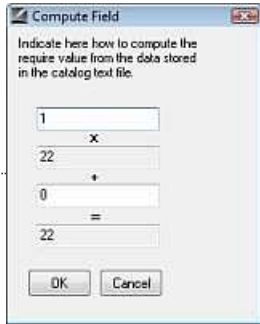 Compute Field
Indicate here how to compute the
require value from the data stored
in the catalog text file.
1
x
22
+
0
=
22
OK Cancel